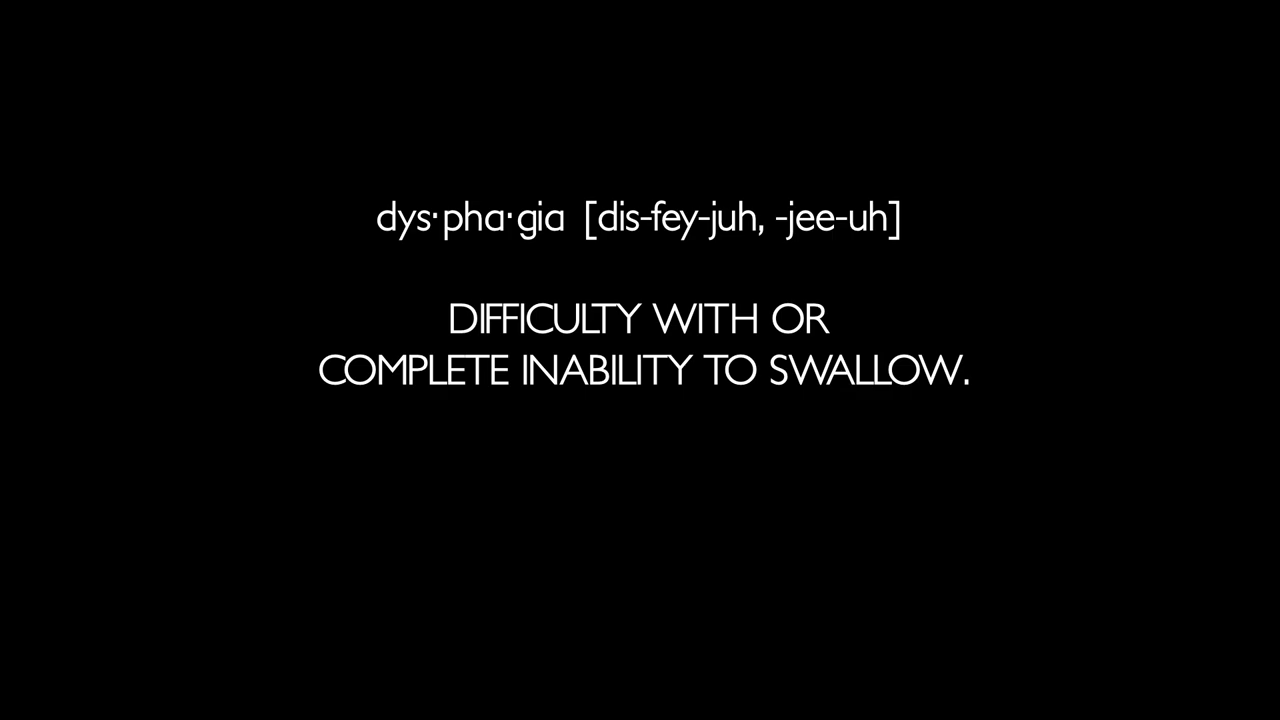 dys·pha·gia [dis-fey-juh, -jee-uh]
DIFFICULTY WITH OR
COMPLETE INABILITY TO SWALLOW.